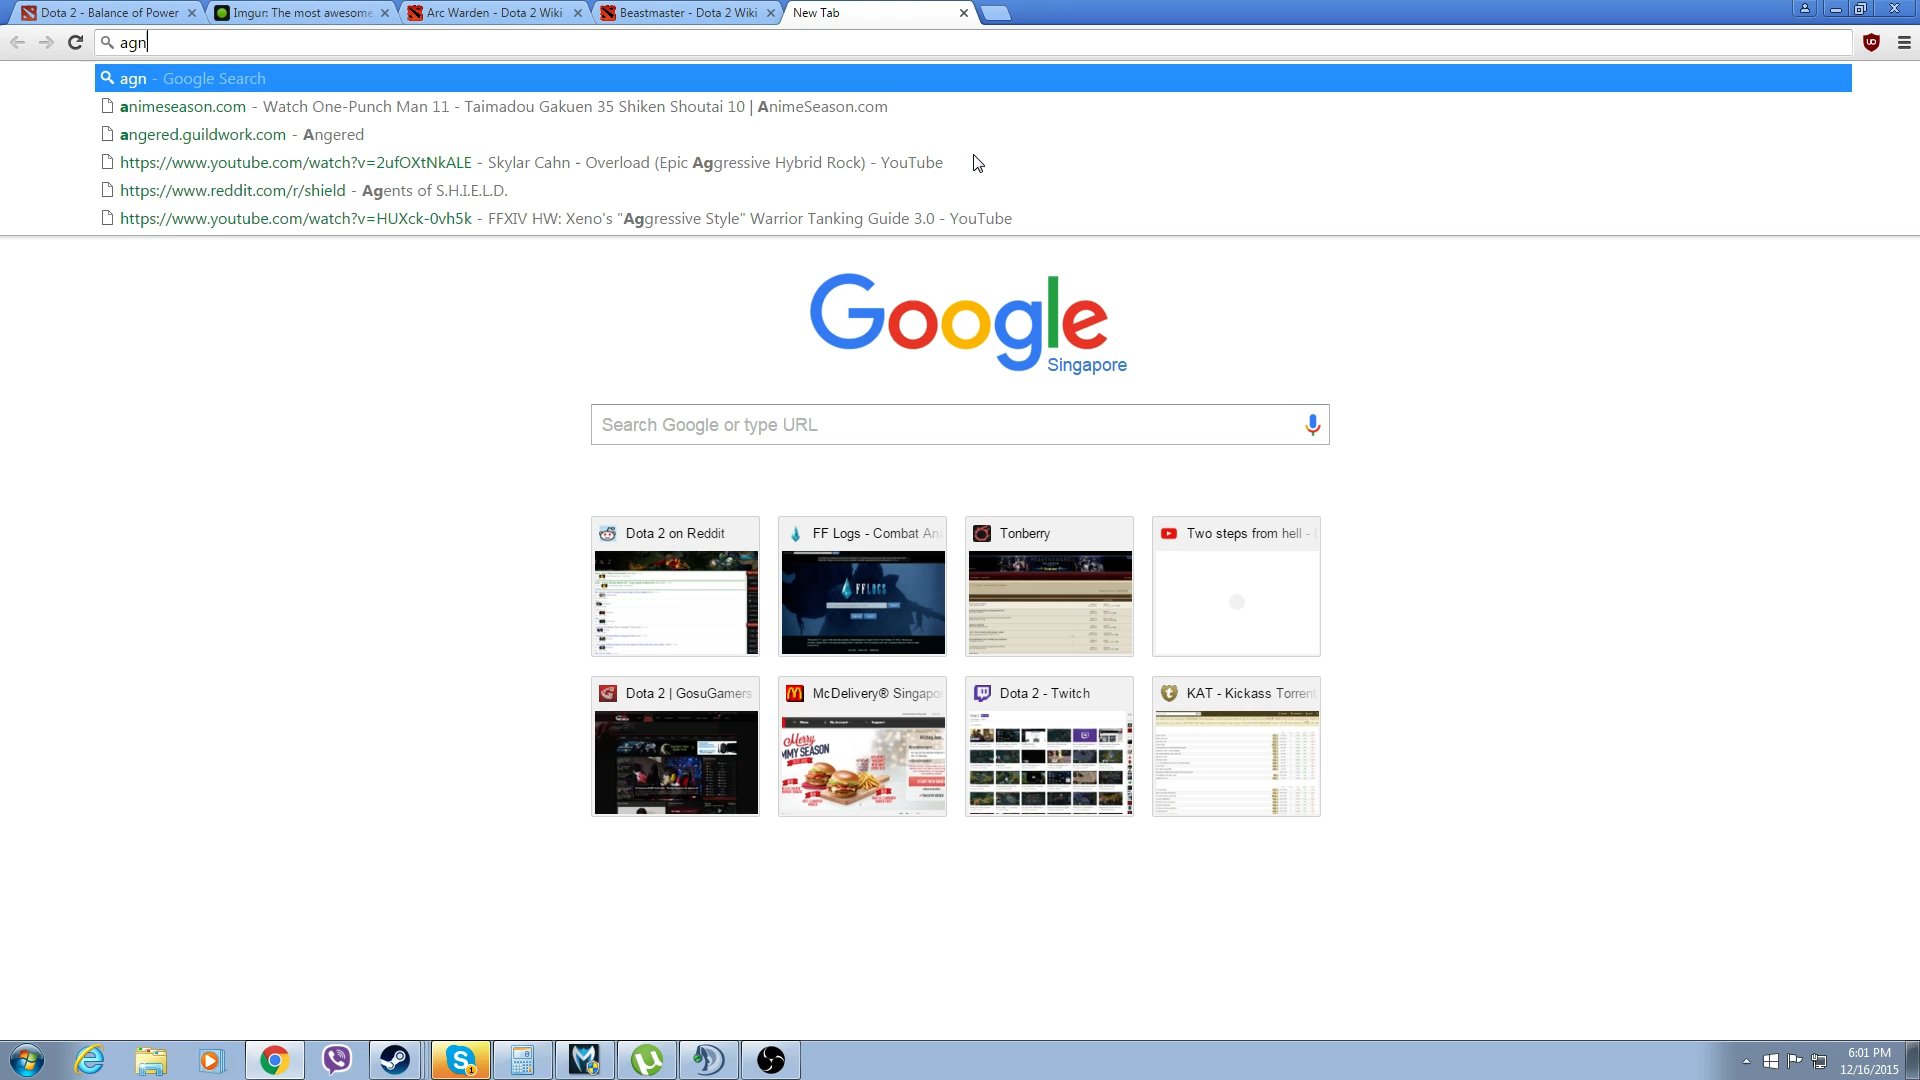 Dota 2 - Balance of Power
Imgur: The most awesome
Arc Warden - Dota 2 Wiki
Beastmaster - Dota 2 Wiki
New Tab
agn
agn - Google Search
animeseason.com - Watch One-Punch Man 11 - Taimadou Gakuen 35 Shiken Shoutai 10 | AnimeSeason.com
angered.guildwork.com - Angered
https://www.youtube.com/watch?v=2ufOXtNkALE - Skylar Cahn - Overload (Epic Aggressive Hybrid Rock) - YouTube
https://www.reddit.com/r/shield - Agents of S.H.I.E.L.D.
https://www.youtube.com/watch?v=HUXck-0vh5k - FFXIV HW: Xeno's "Aggressive Style" Warrior Tanking Guide 3.0 - YouTube
Google
Singapore
Search Google or type URL
Dota 2 on Reddit
FF Logs - Combat Ana
Tonberry
Two steps from hell -
FFLOGS
Dota 2 | GosuGamers
McDelivery® Singapo
Dota 2 - Twitch
KAT - Kickass Torrent
Merry
MMY SEASON
6:01 PM
12/16/2015